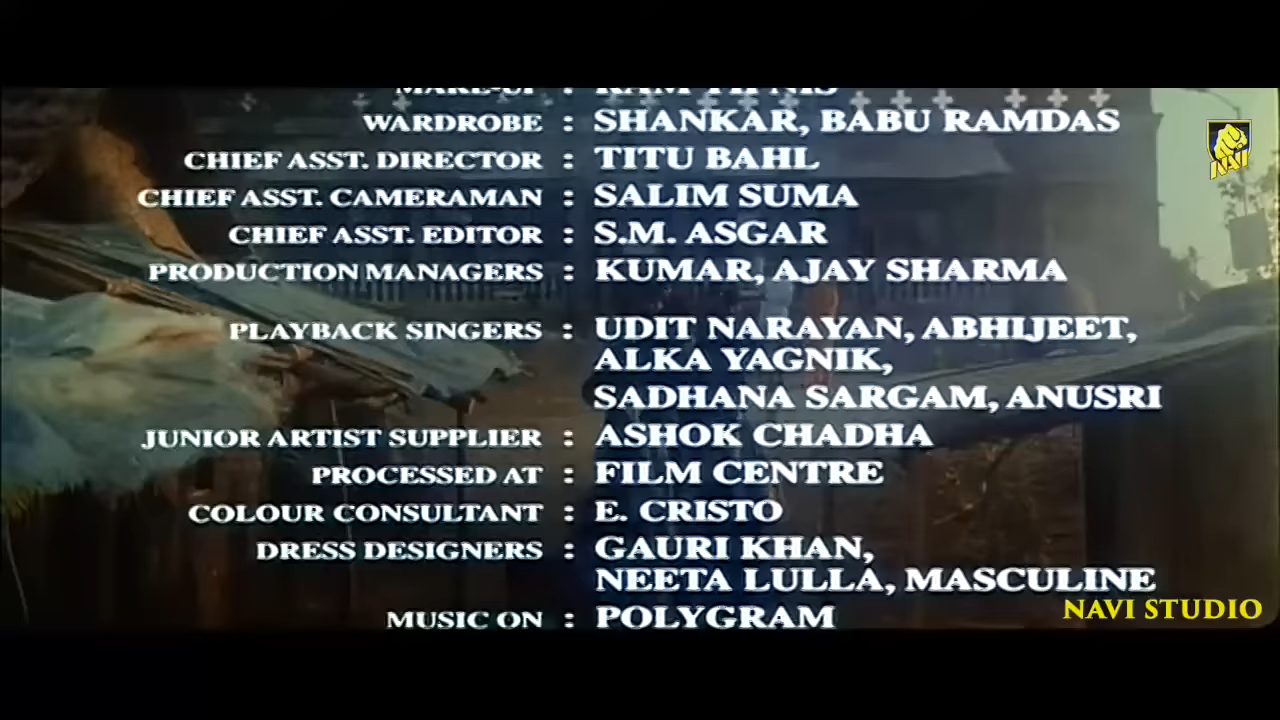 WARDROBE : SHANKAR, BABU RAMDAS
CHIEF ASST. DIRECTOR : TITU BAHL
CHIEF ASST. CAMERAMAN : SALIM SUMA
CHIEF ASST. EDITOR : S.M. ASGAR
PRODUCTION MANAGERS : KUMAR, AJAY SHARMA
PLAYBACK SINGERS : UDIT NARAYAN, ABHIJEET,
ALKA YAGNIK,
SADHANA SARGAM, ANUSRI
JUNIOR ARTIST SUPPLIER : ASHOK CHADHA
PROCESSED AT : FILM CENTRE
COLOUR CONSULTANT : E. CRISTO
DRESS DESIGNERS : GAURI KHAN,
NEETA LULLA, MASCULINE
MUSIC ON : POLYGRAM
NAVI STUDIO